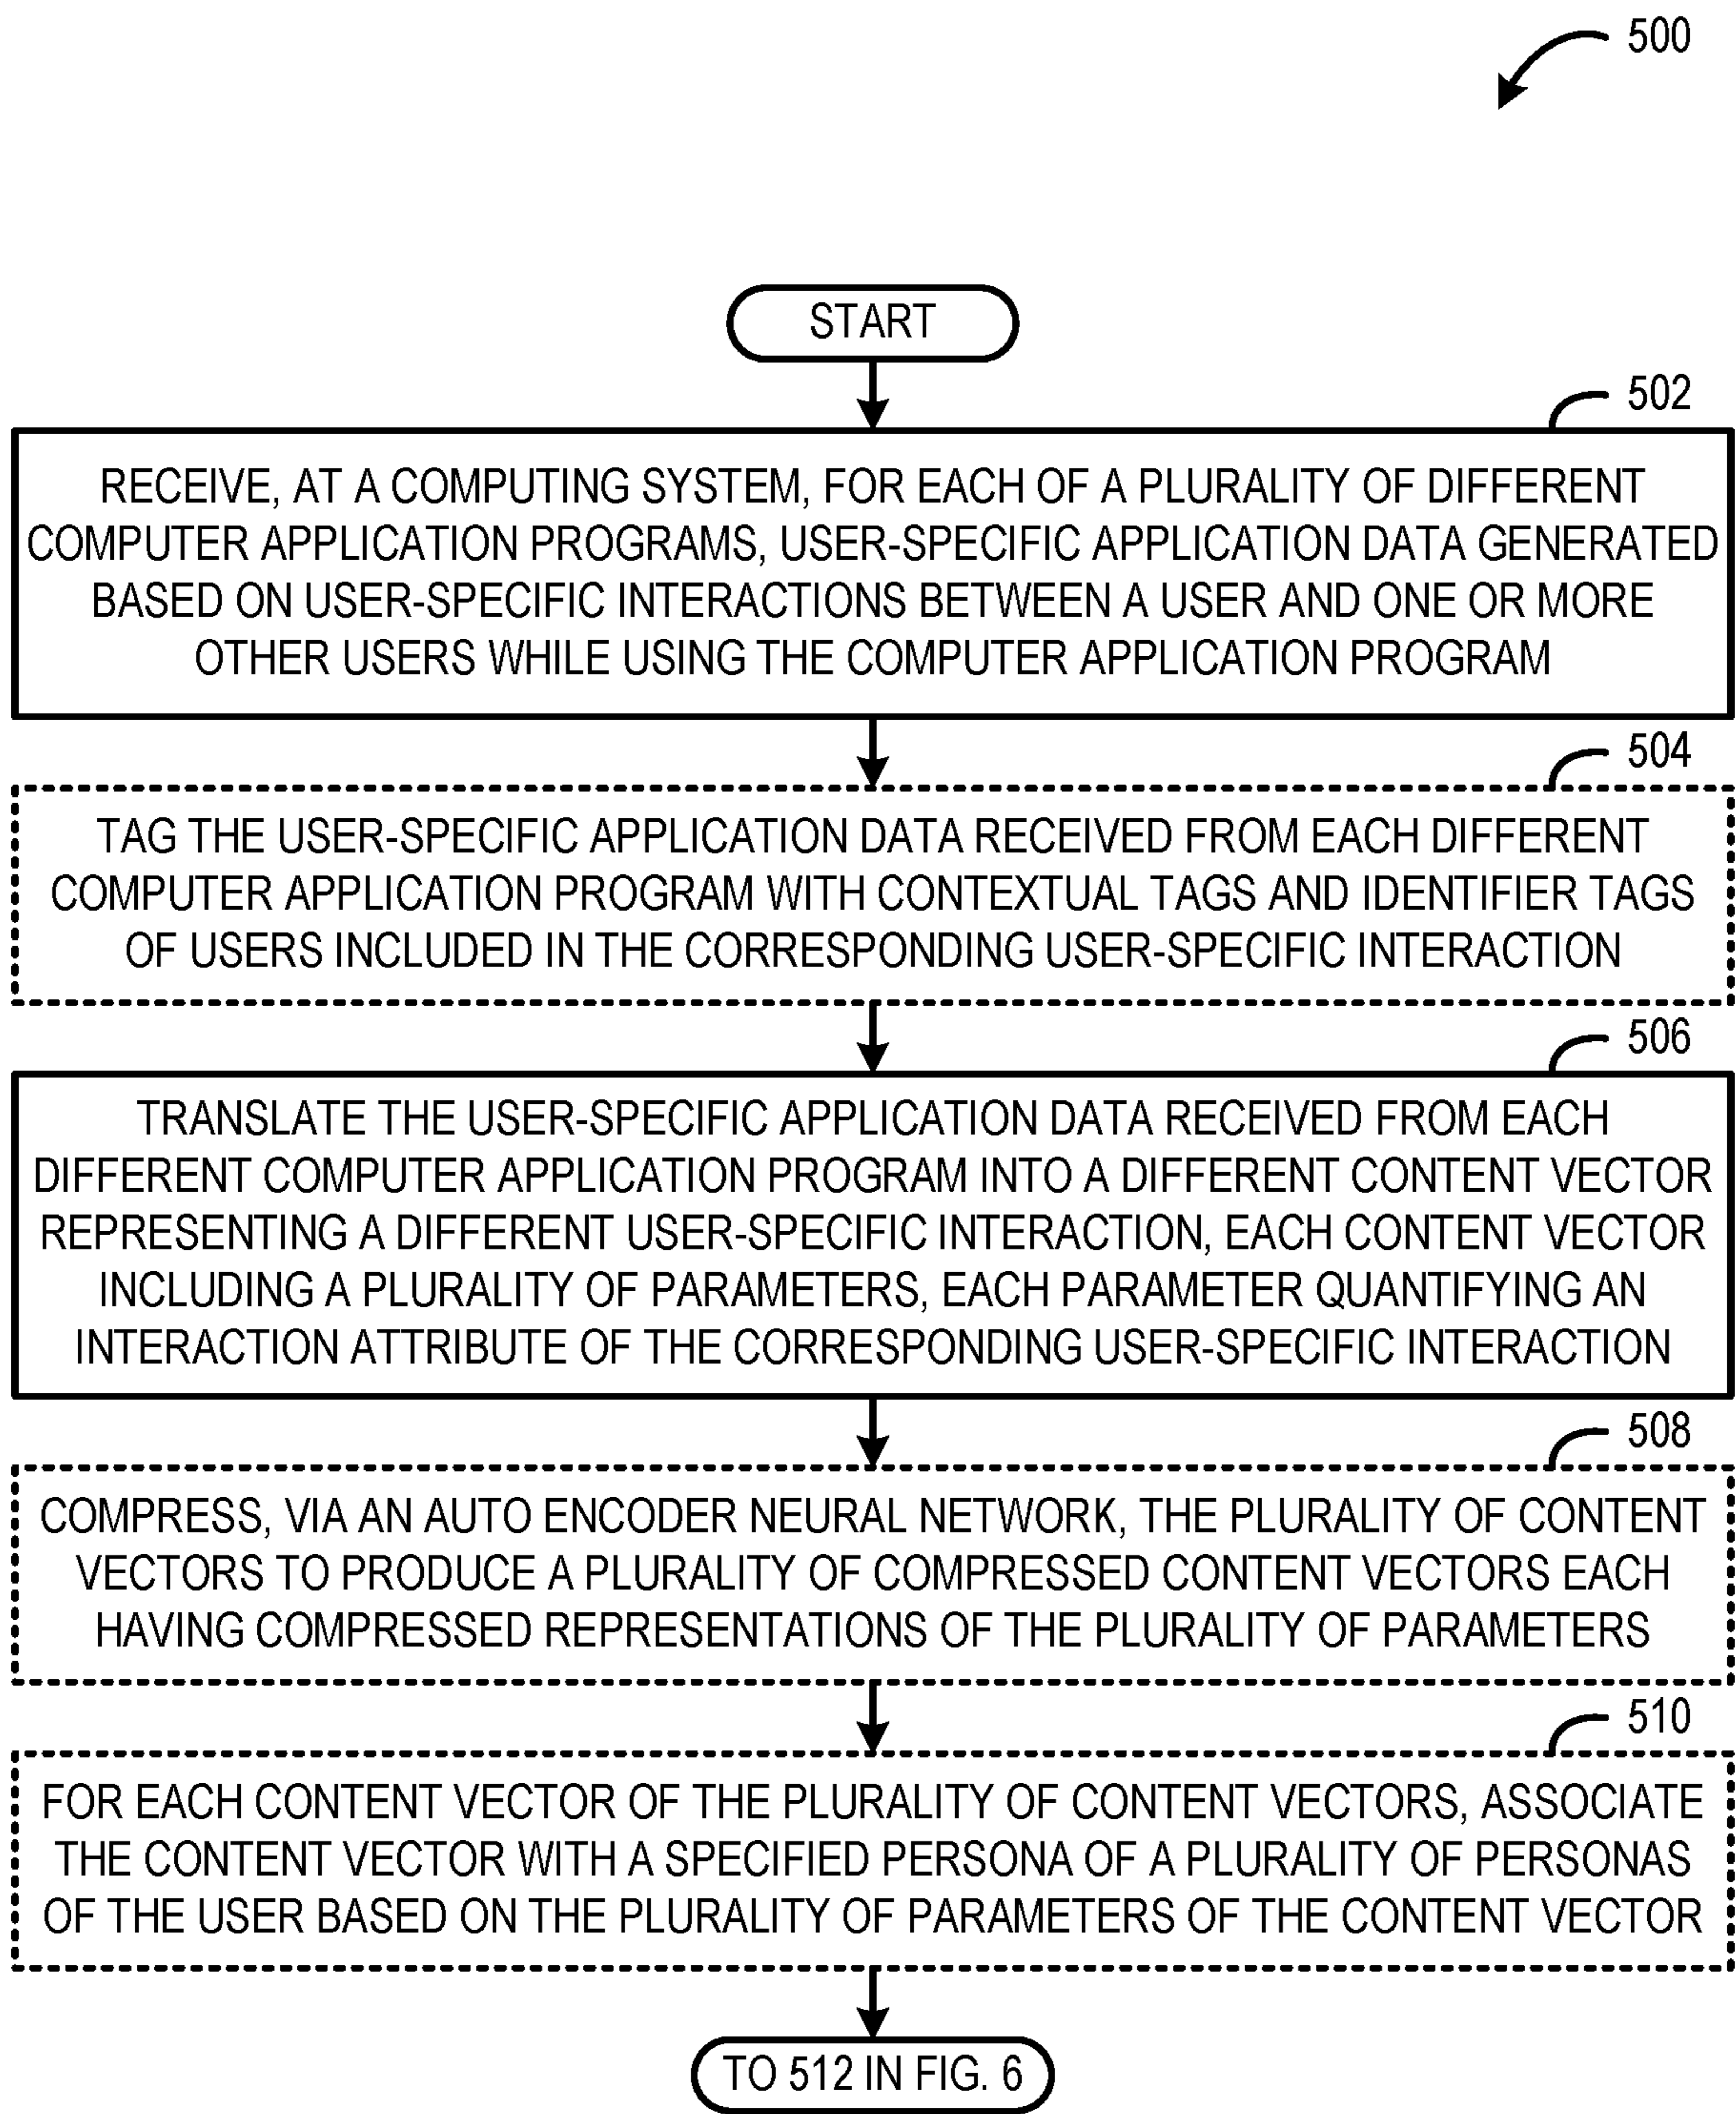 500
START
502
RECEIVE, AT A COMPUTING SYSTEM, FOR EACH OF A PLURALITY OF DIFFERENT
COMPUTER APPLICATION PROGRAMS, USER-SPECIFIC APPLICATION DATA GENERATED
BASED ON USER-SPECIFIC INTERACTIONS BETWEEN A USER AND ONE OR MORE
OTHER USERS WHILE USING THE COMPUTER APPLICATION PROGRAM
504
TAG THE USER-SPECIFIC APPLICATION DATA RECEIVED FROM EACH DIFFERENT
COMPUTER APPLICATION PROGRAM WITH CONTEXTUAL TAGS AND IDENTIFIER TAGS
OF USERS INCLUDED IN THE CORRESPONDING USER-SPECIFIC INTERACTION
506
TRANSLATE THE USER-SPECIFIC APPLICATION DATA RECEIVED FROM EACH
DIFFERENT COMPUTER APPLICATION PROGRAM INTO A DIFFERENT CONTENT VECTOR
REPRESENTING A DIFFERENT USER-SPECIFIC INTERACTION, EACH CONTENT VECTOR
INCLUDING A PLURALITY OF PARAMETERS, EACH PARAMETER QUANTIFYING AN
INTERACTION ATTRIBUTE OF THE CORRESPONDING USER-SPECIFIC INTERACTION
508
COMPRESS, VIA AN AUTO ENCODER NEURAL NETWORK, THE PLURALITY OF CONTENT
VECTORS TO PRODUCE A PLURALITY OF COMPRESSED CONTENT VECTORS EACH
HAVING COMPRESSED REPRESENTATIONS OF THE PLURALITY OF PARAMETERS
510
FOR EACH CONTENT VECTOR OF THE PLURALITY OF CONTENT VECTORS, ASSOCIATE
THE CONTENT VECTOR WITH A SPECIFIED PERSONA OF A PLURALITY OF PERSONAS
OF THE USER BASED ON THE PLURALITY OF PARAMETERS OF THE CONTENT VECTOR
TO 512 IN FIG. 6